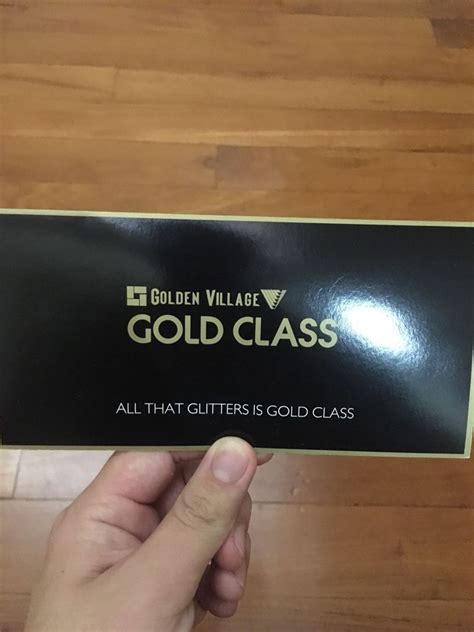 GOLDEN VILLAGE
GOLD CLASS
ALL THAT GLITTERS IS GOLD CLASS